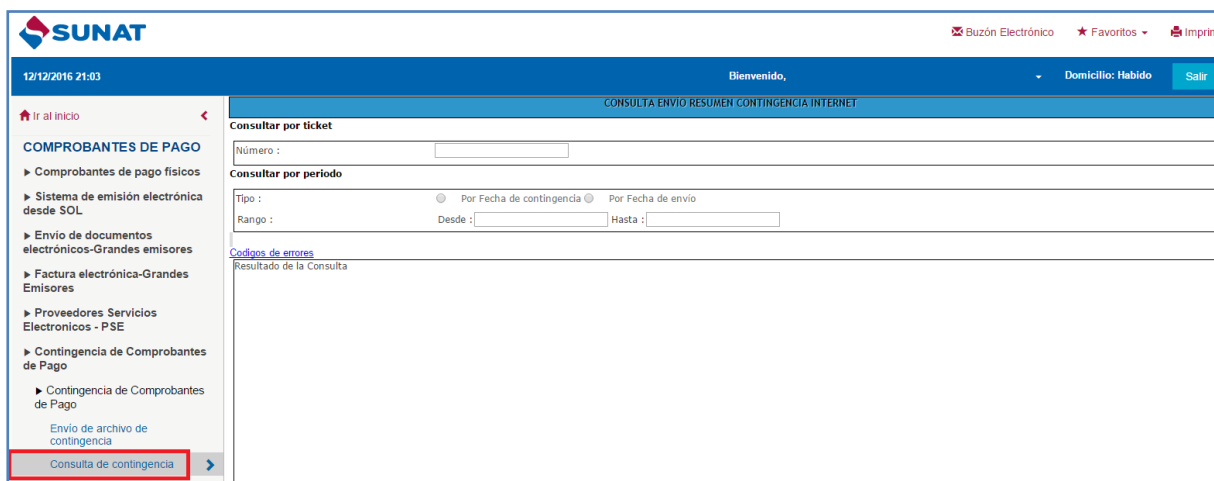 SUNAT
Buzón Electrónico
Favoritos
12/12/2016 21:03
Bienvenido,
Domicilio: Habido
Salir
Ir al inicio
COMPROBANTES DE PAGO
Comprobantes de pago físicos
Sistema de emisión electrónica
desde SOL
Envío de documentos
electrónicos-Grandes emisores
Factura electrónica-Grandes
Emisores
Proveedores Servicios
Electronicos - PSE
Contingencia de Comprobantes
de Pago
Contingencia de Comprobantes
de Pago
Envío de archivo de
contingencia
Consulta de contingencia
CONSULTA ENVIO RESUMEN CONTINGENCIA INTERNET
Consultar por ticket
Número :
Consultar por periodo
Tipo : Por Fecha de contingencia Por Fecha de envío
Rango : Desde : Hasta :
Codigos de errores
Resultado de la Consulta